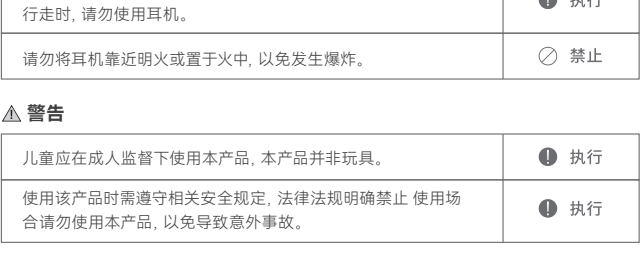 执行
行走时, 请勿使用耳机。
请勿将耳机靠近明火或置于火中, 以免发生爆炸。
禁止
警告
儿童应在成人监督下使用本产品, 本产品并非玩具。
执行
使用该产品时需遵守相关安全规定, 法律法规明确禁止 使用场
合请勿使用本产品, 以免导致意外事故。
执行